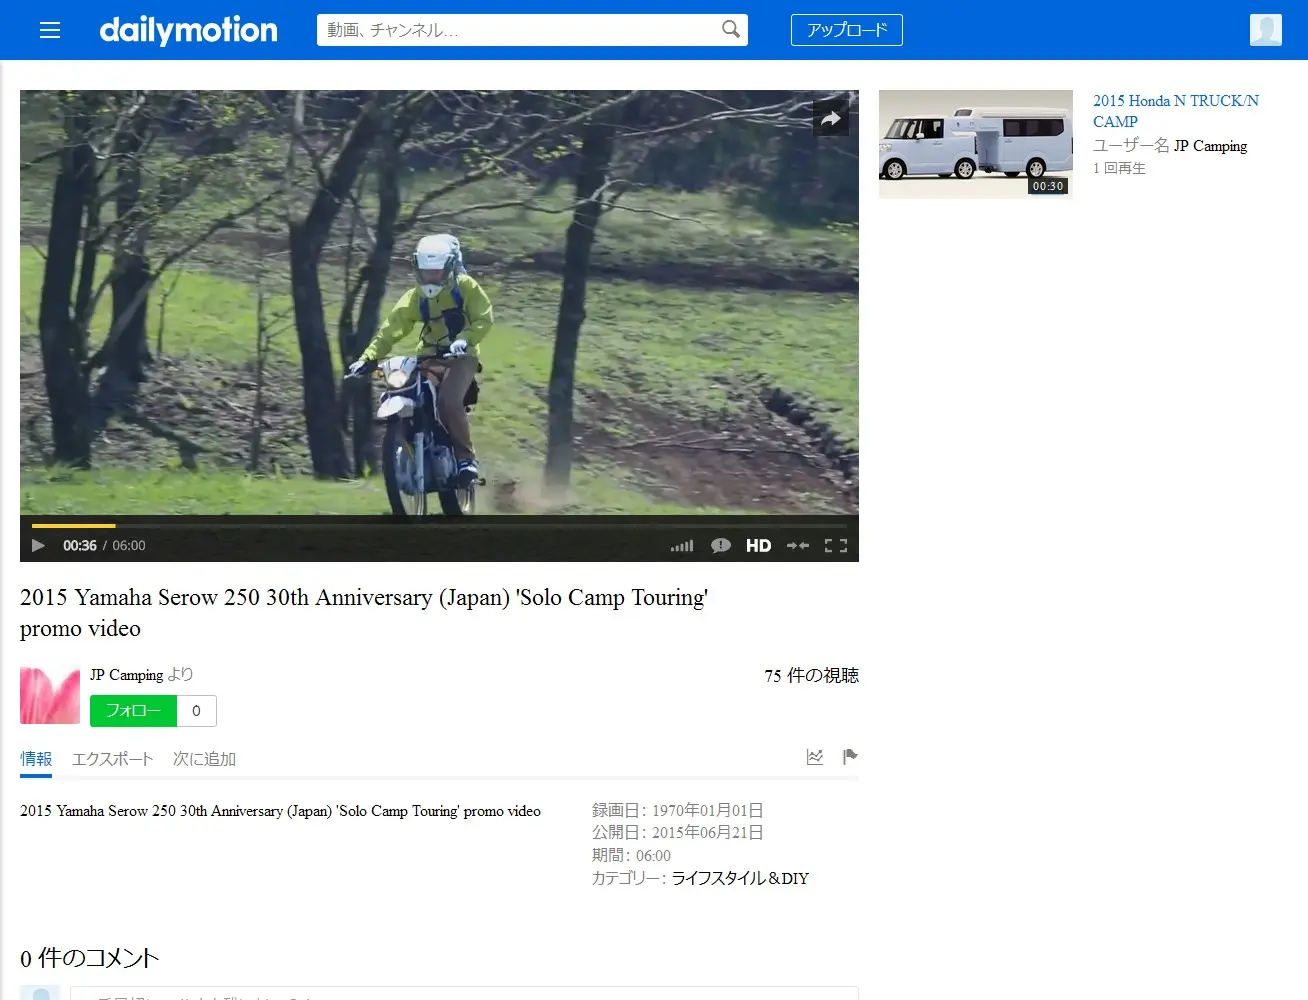 dailymotion
動画、チャンネル...
アップロード
00:30
2015 Honda N TRUCK/N
CAMP
ユーザー名 JP Camping
1 回再生
00:36 / 06:00
HD
2015 Yamaha Serow 250 30th Anniversary (Japan) 'Solo Camp Touring'
promo video
JP Camping より
75 件の視聴
フォロー
0
情報
エクスポート
次に追加
2015 Yamaha Serow 250 30th Anniversary (Japan) 'Solo Camp Touring' promo video
録画日: 1970年01月01日
公開日: 2015年06月21日
期間: 06:00
カテゴリー: ライフスタイル＆DIY
0 件のコメント